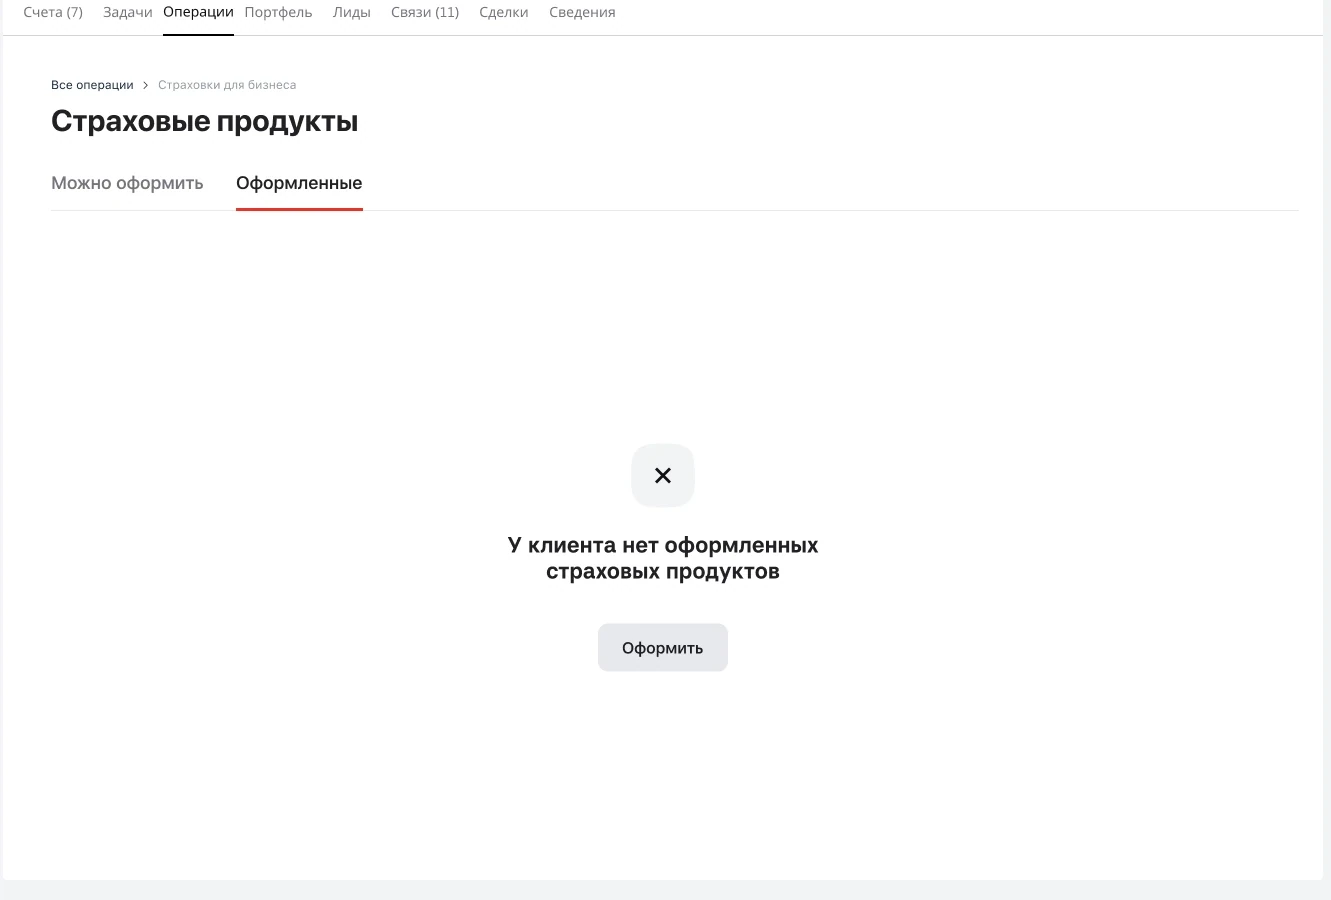 Счета (7) Задачи Операции Портфель Лиды Связи (11) Сделки Сведения
Все операции > Страховки для бизнеса
Страховые продукты
Можно оформить Оформленные
У клиента нет оформленных
страховых продуктов
Оформить